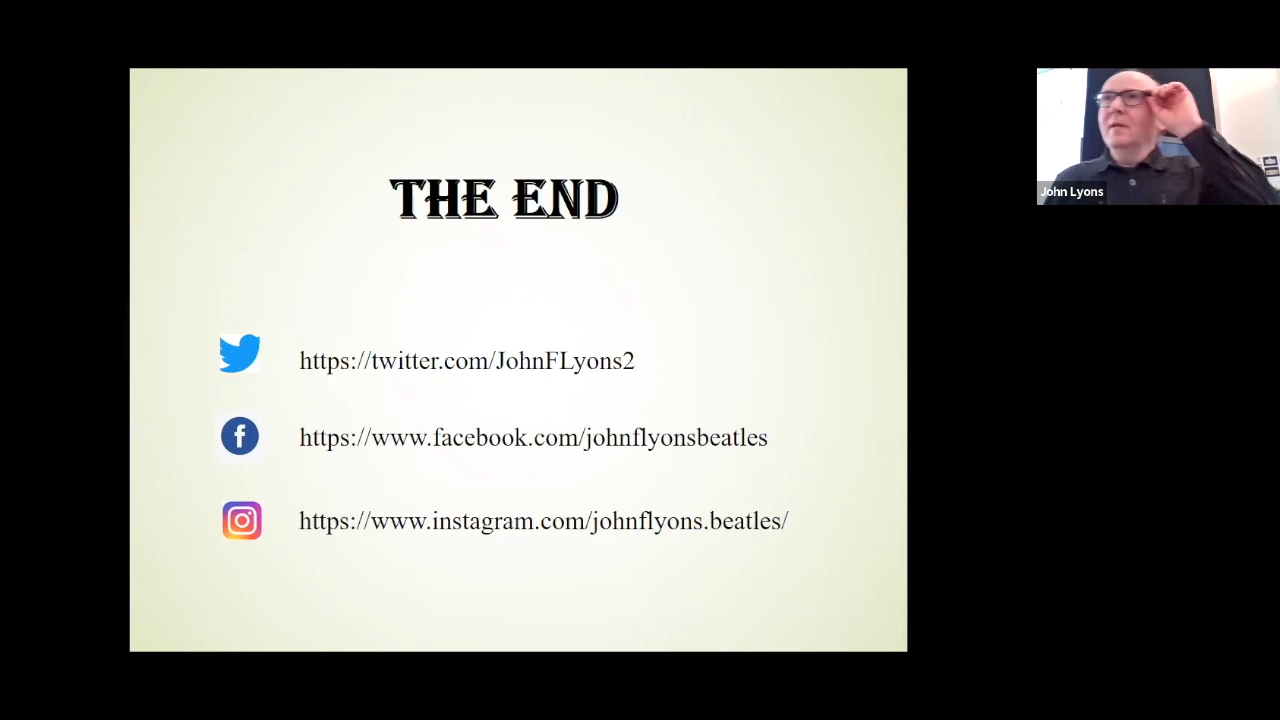 THE END
https://twitter.com/JohnFLyons2
https://www.facebook.com/johnflyonsbeatles
https://www.instagram.com/johnflyons.beatles/
John Lyons